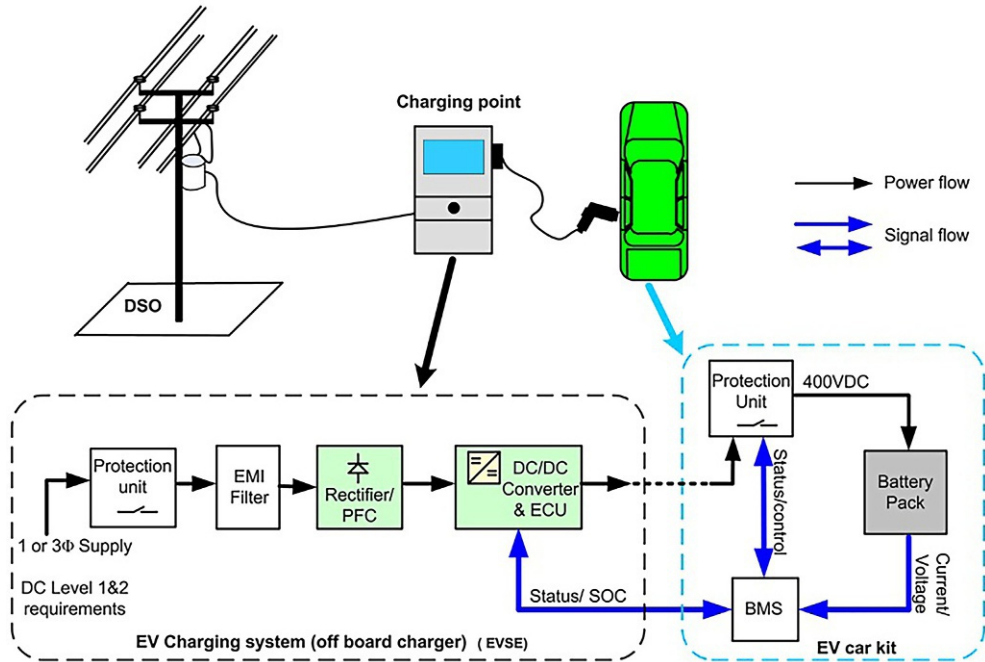 Charging point
Power flow
Signal flow
DSO
Protection
Unit
400VDC
Battery
Pack
Status/control
Current/
Voltage
BMS
EV car kit
Protection
unit
EMI
Filter
Rectifier/
PFC
DC/DC
Converter
& ECU
1 or 3Φ Supply
DC Level 1&2
requirements
Status/ SOC
EV Charging system (off board charger) ( EVSE)